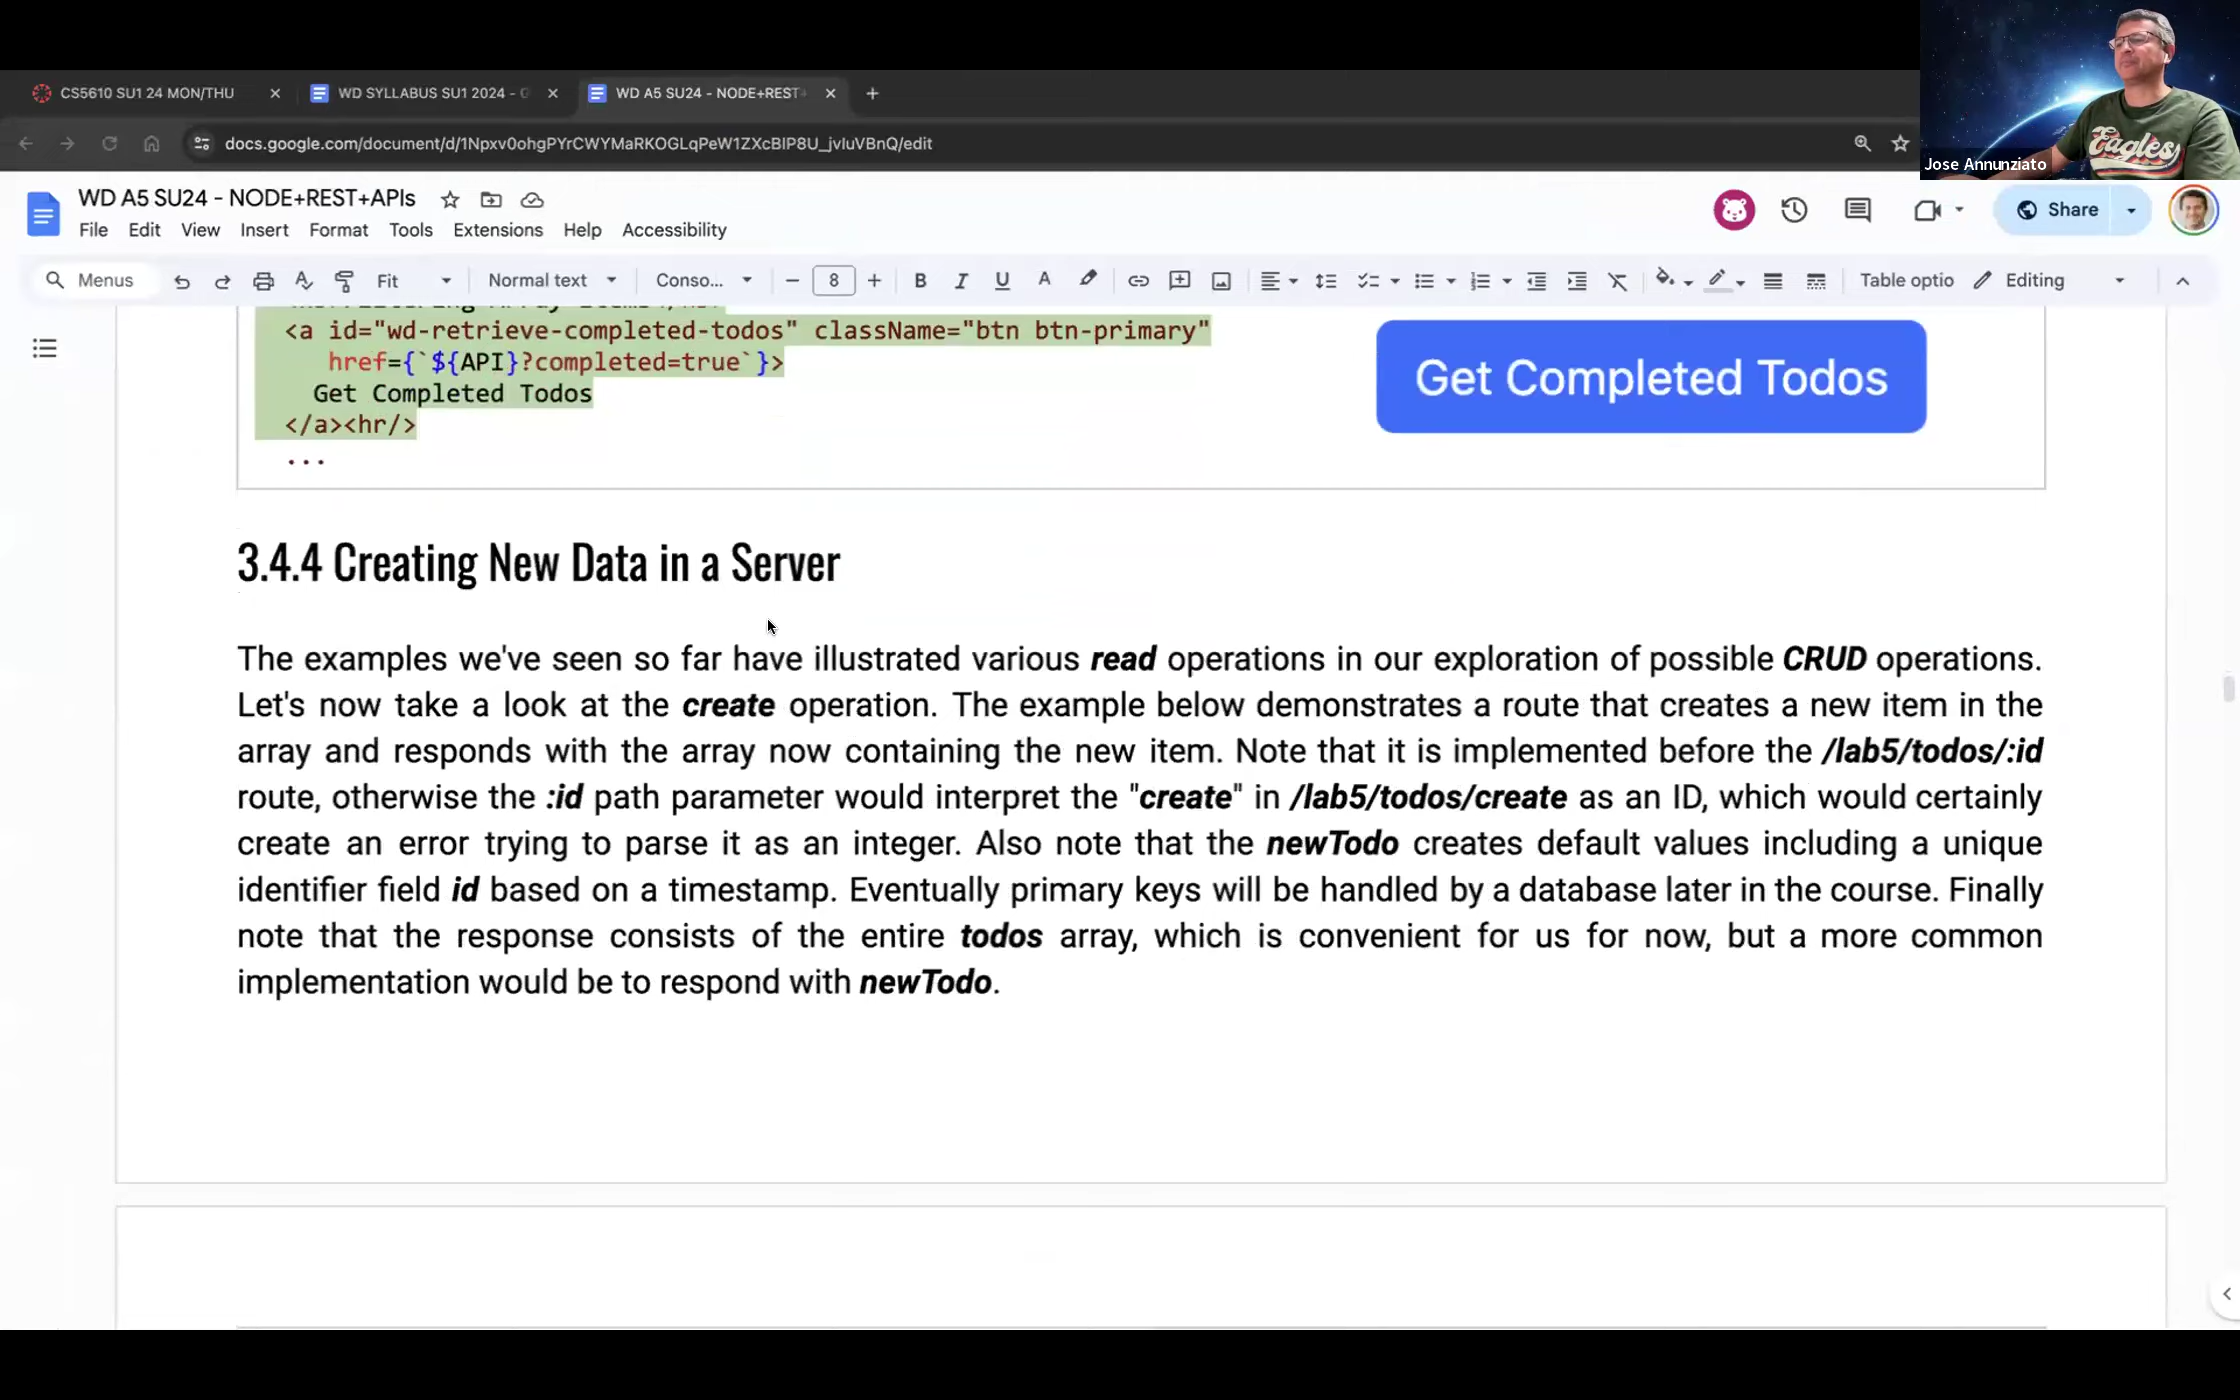 CS5610 SU1 24 MON/THU
WD SYLLABUS SU1 2024 - G
WD A5 SU24 - NODE+REST+
docs.google.com/document/d/1Npxv0ohgPYrCWYMaRKOGLqPeW1ZXcBIP8U_jvIuVBnQ/edit
Eagles
Jose Annunziato
WD A5 SU24 - NODE+REST+APIs
File Edit View Insert Format Tools Extensions Help Accessibility
Share
Menus Fit Normal text Conso... 8 B I U A Table optio Editing
<a id="wd-retrieve-completed-todos" className="btn btn-primary"
href={`${API}?completed=true`}>
Get Completed Todos
</a><hr/>
...
Get Completed Todos
3.4.4 Creating New Data in a Server
The examples we've seen so far have illustrated various read operations in our exploration of possible CRUD operations.
Let's now take a look at the create operation. The example below demonstrates a route that creates a new item in the
array and responds with the array now containing the new item. Note that it is implemented before the /lab5/todos/:id
route, otherwise the :id path parameter would interpret the "create" in /lab5/todos/create as an ID, which would certainly
create an error trying to parse it as an integer. Also note that the newTodo creates default values including a unique
identifier field id based on a timestamp. Eventually primary keys will be handled by a database later in the course. Finally
note that the response consists of the entire todos array, which is convenient for us for now, but a more common
implementation would be to respond with newTodo.